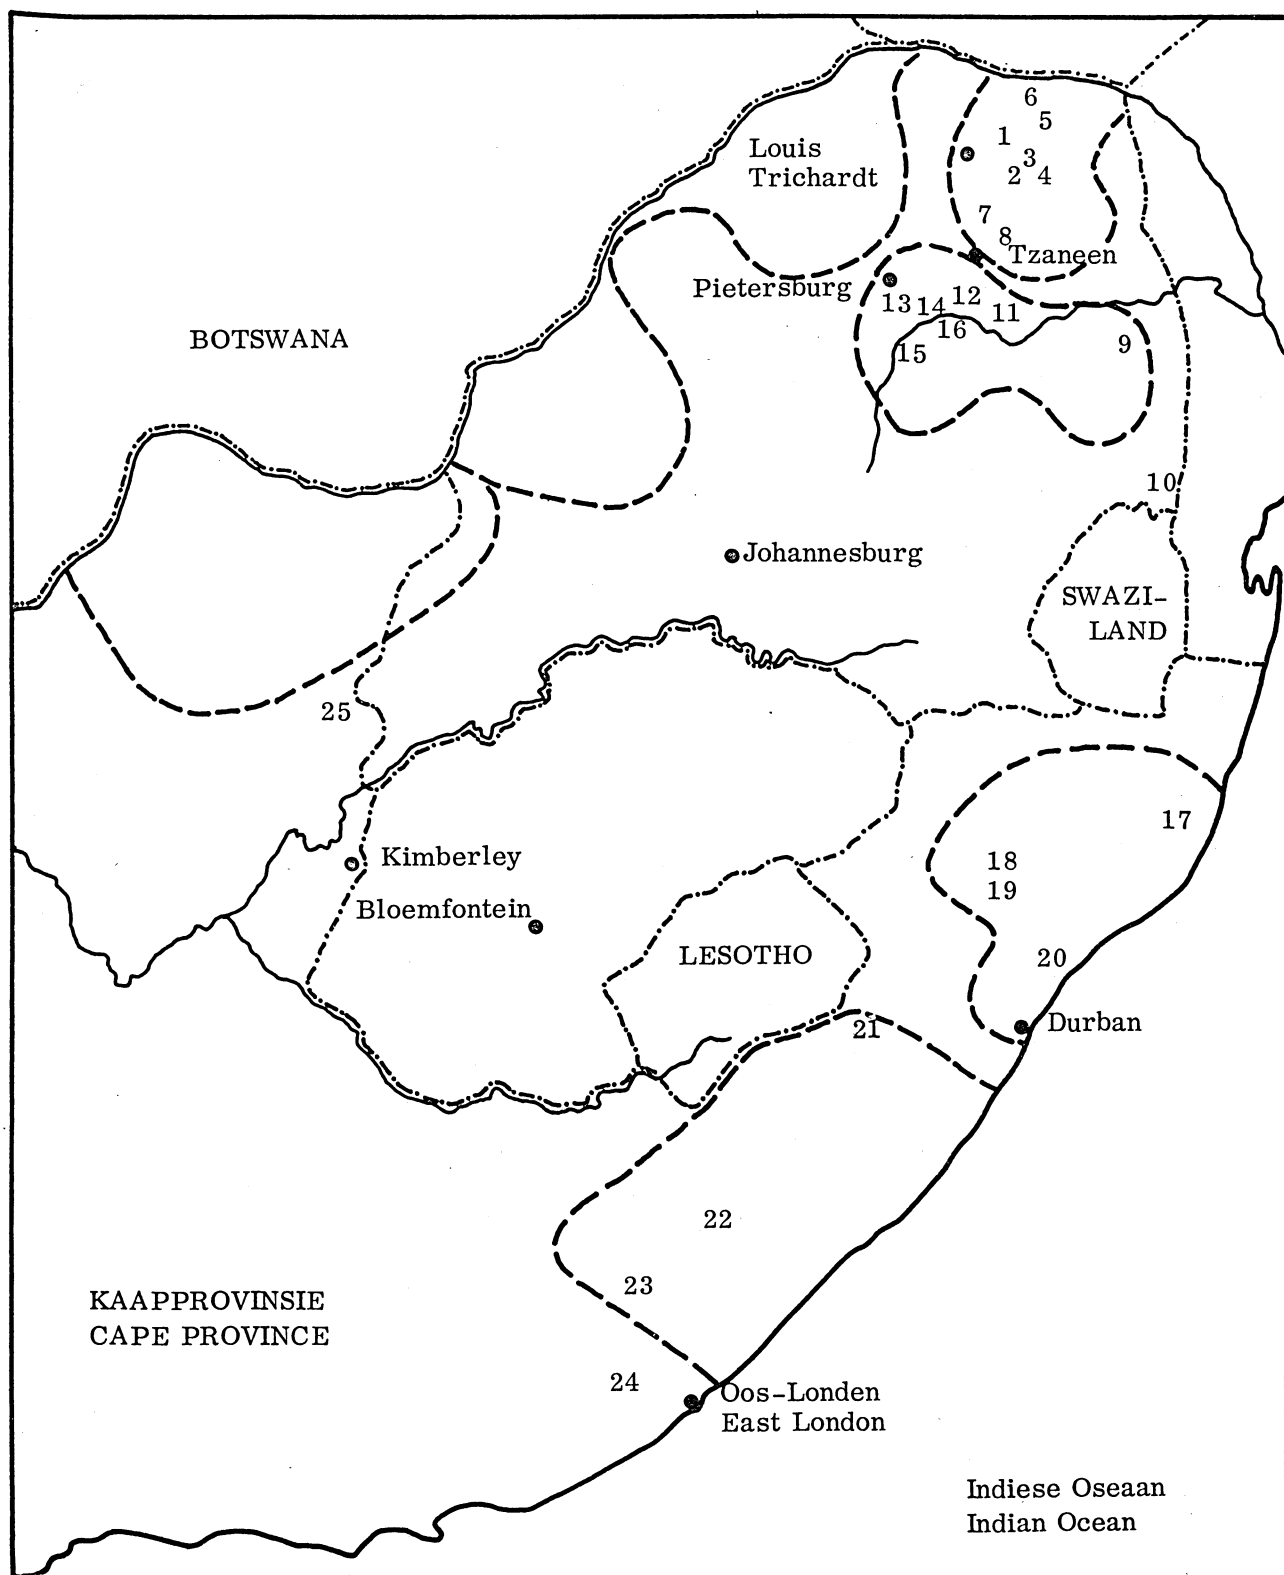 6
5
1
Louis
Trichardt
3
2 4
7
8
Tzaneen
Pietersburg
13 14 12
11
16
15
9
BOTSWANA
10
Johannesburg
SWAZI-
LAND
25
17
Kimberley
18
19
Bloemfontein
LESOTHO
20
Durban
21
22
23
KAAPPROVINSIE
CAPE PROVINCE
24
Oos-Londen
East London
Indiese Oseaan
Indian Ocean